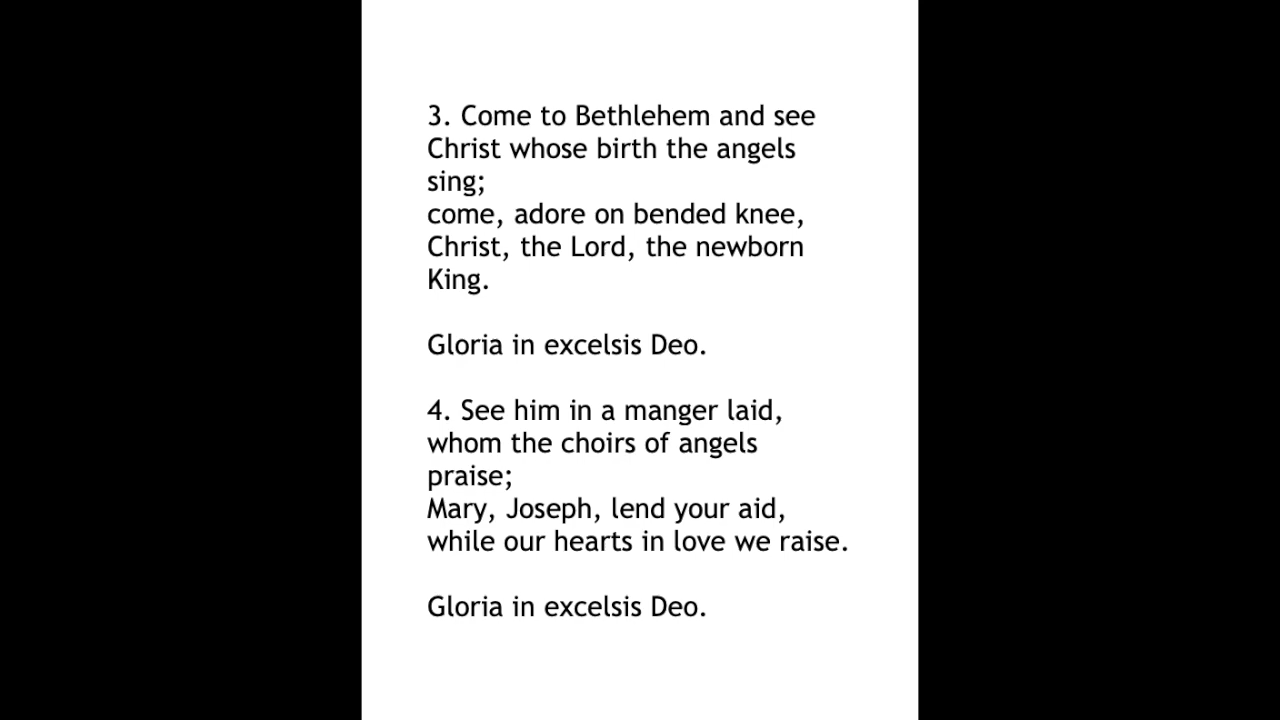 3. Come to Bethlehem and see
Christ whose birth the angels
sing;
come, adore on bended knee,
Christ, the Lord, the newborn
King.
Gloria in excelsis Deo.
4. See him in a manger laid,
whom the choirs of angels
praise;
Mary, Joseph, lend your aid,
while our hearts in love we raise.
Gloria in excelsis Deo.